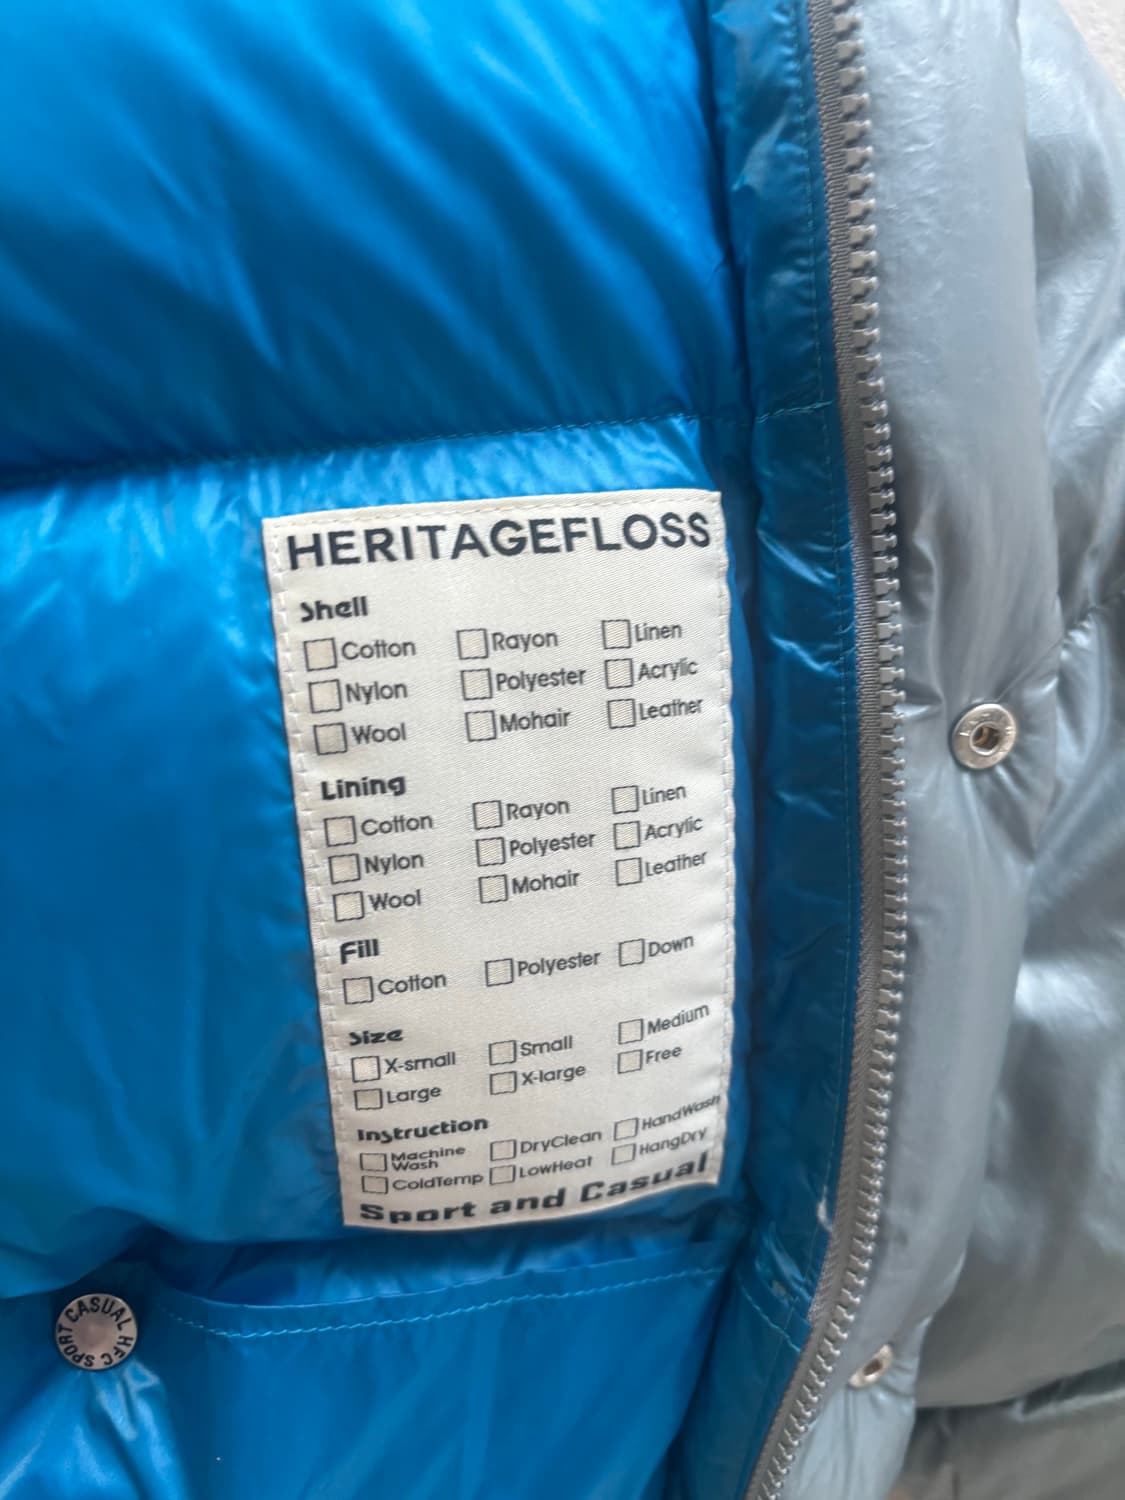 HERITAGEFLOSS
Shell
Cotton Rayon Linen
Nylon Polyester Acrylic
Wool Mohair Leather
Lining
Cotton Rayon Linen
Nylon Polyester Acrylic
Wool Mohair Leather
Fill
Cotton Polyester Down
Size
X-small Small Medium
Large X-large Free
Instruction
Machine Wash DryClean HandWash
ColdTemp LowHeat HangDry
Sport and Casual
SPORT CASUAL HFC